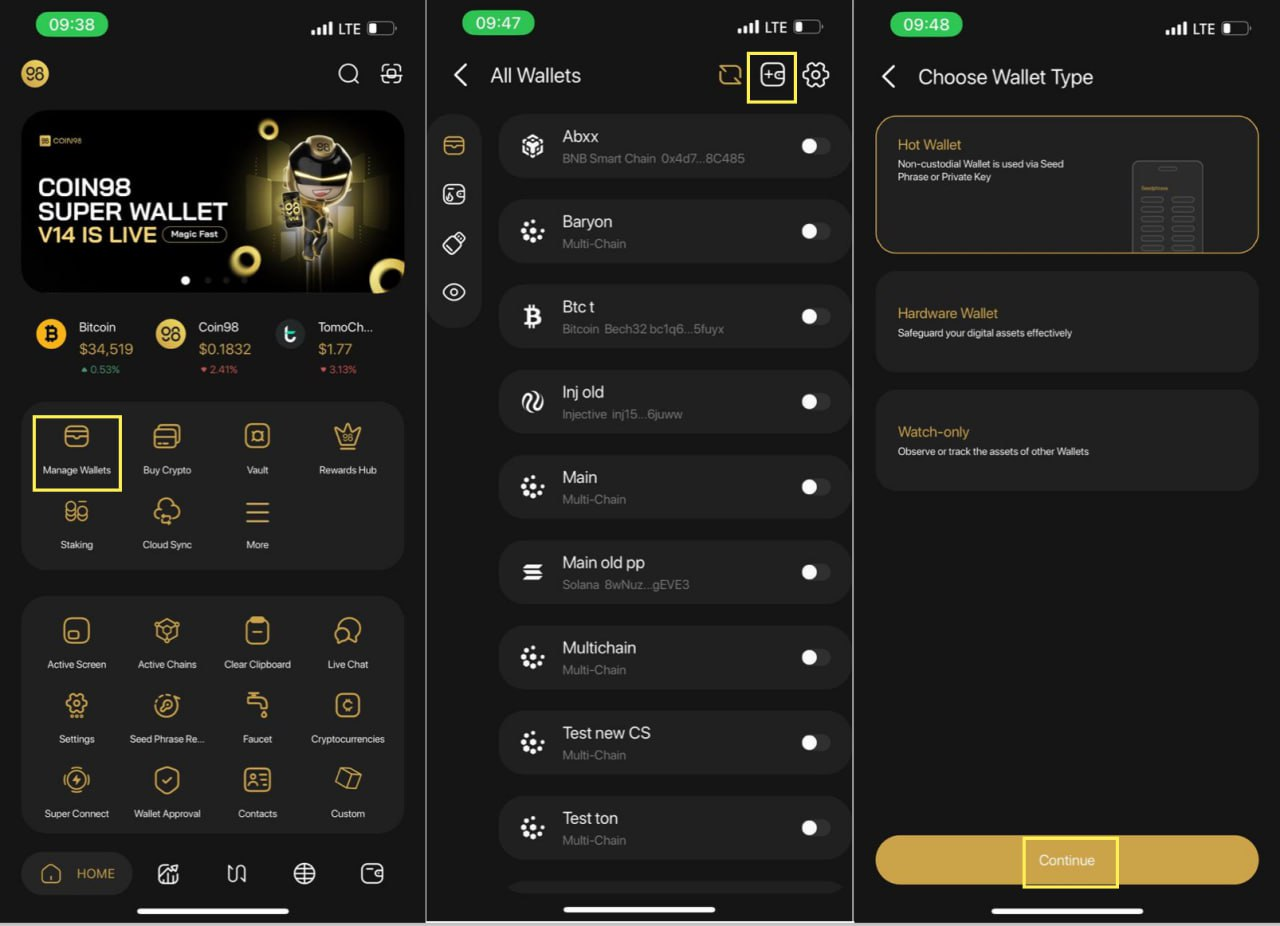 09:38
LTE
98
COIN98
COIN98
SUPER WALLET
V14 IS LIVE Magic Fast
Bitcoin
$34,519
0.53%
Coin98
$0.1832
2.41%
TomoCh...
$1.77
3.13%
Manage Wallets
Buy Crypto
Vault
Rewards Hub
Staking
Cloud Sync
More
Active Screen
Active Chains
Clear Clipboard
Live Chat
Settings
Seed Phrase Re...
Faucet
Cryptocurrencies
Super Connect
Wallet Approval
Contacts
Custom
HOME
09:47
LTE
All Wallets
Abxx
BNB Smart Chain 0x4d7...8C485
Baryon
Multi-Chain
Btc t
Bitcoin Bech32 bc1q6...5fuyx
Inj old
Injective inj15...6juww
Main
Multi-Chain
Main old pp
Solana 8wNuz...gEVE3
Multichain
Multi-Chain
Test new CS
Multi-Chain
Test ton
Multi-Chain
09:48
LTE
Choose Wallet Type
Hot Wallet
Non-custodial Wallet is used via Seed
Phrase or Private Key
Seedphrase
Hardware Wallet
Safeguard your digital assets effectively
Watch-only
Observe or track the assets of other Wallets
Continue